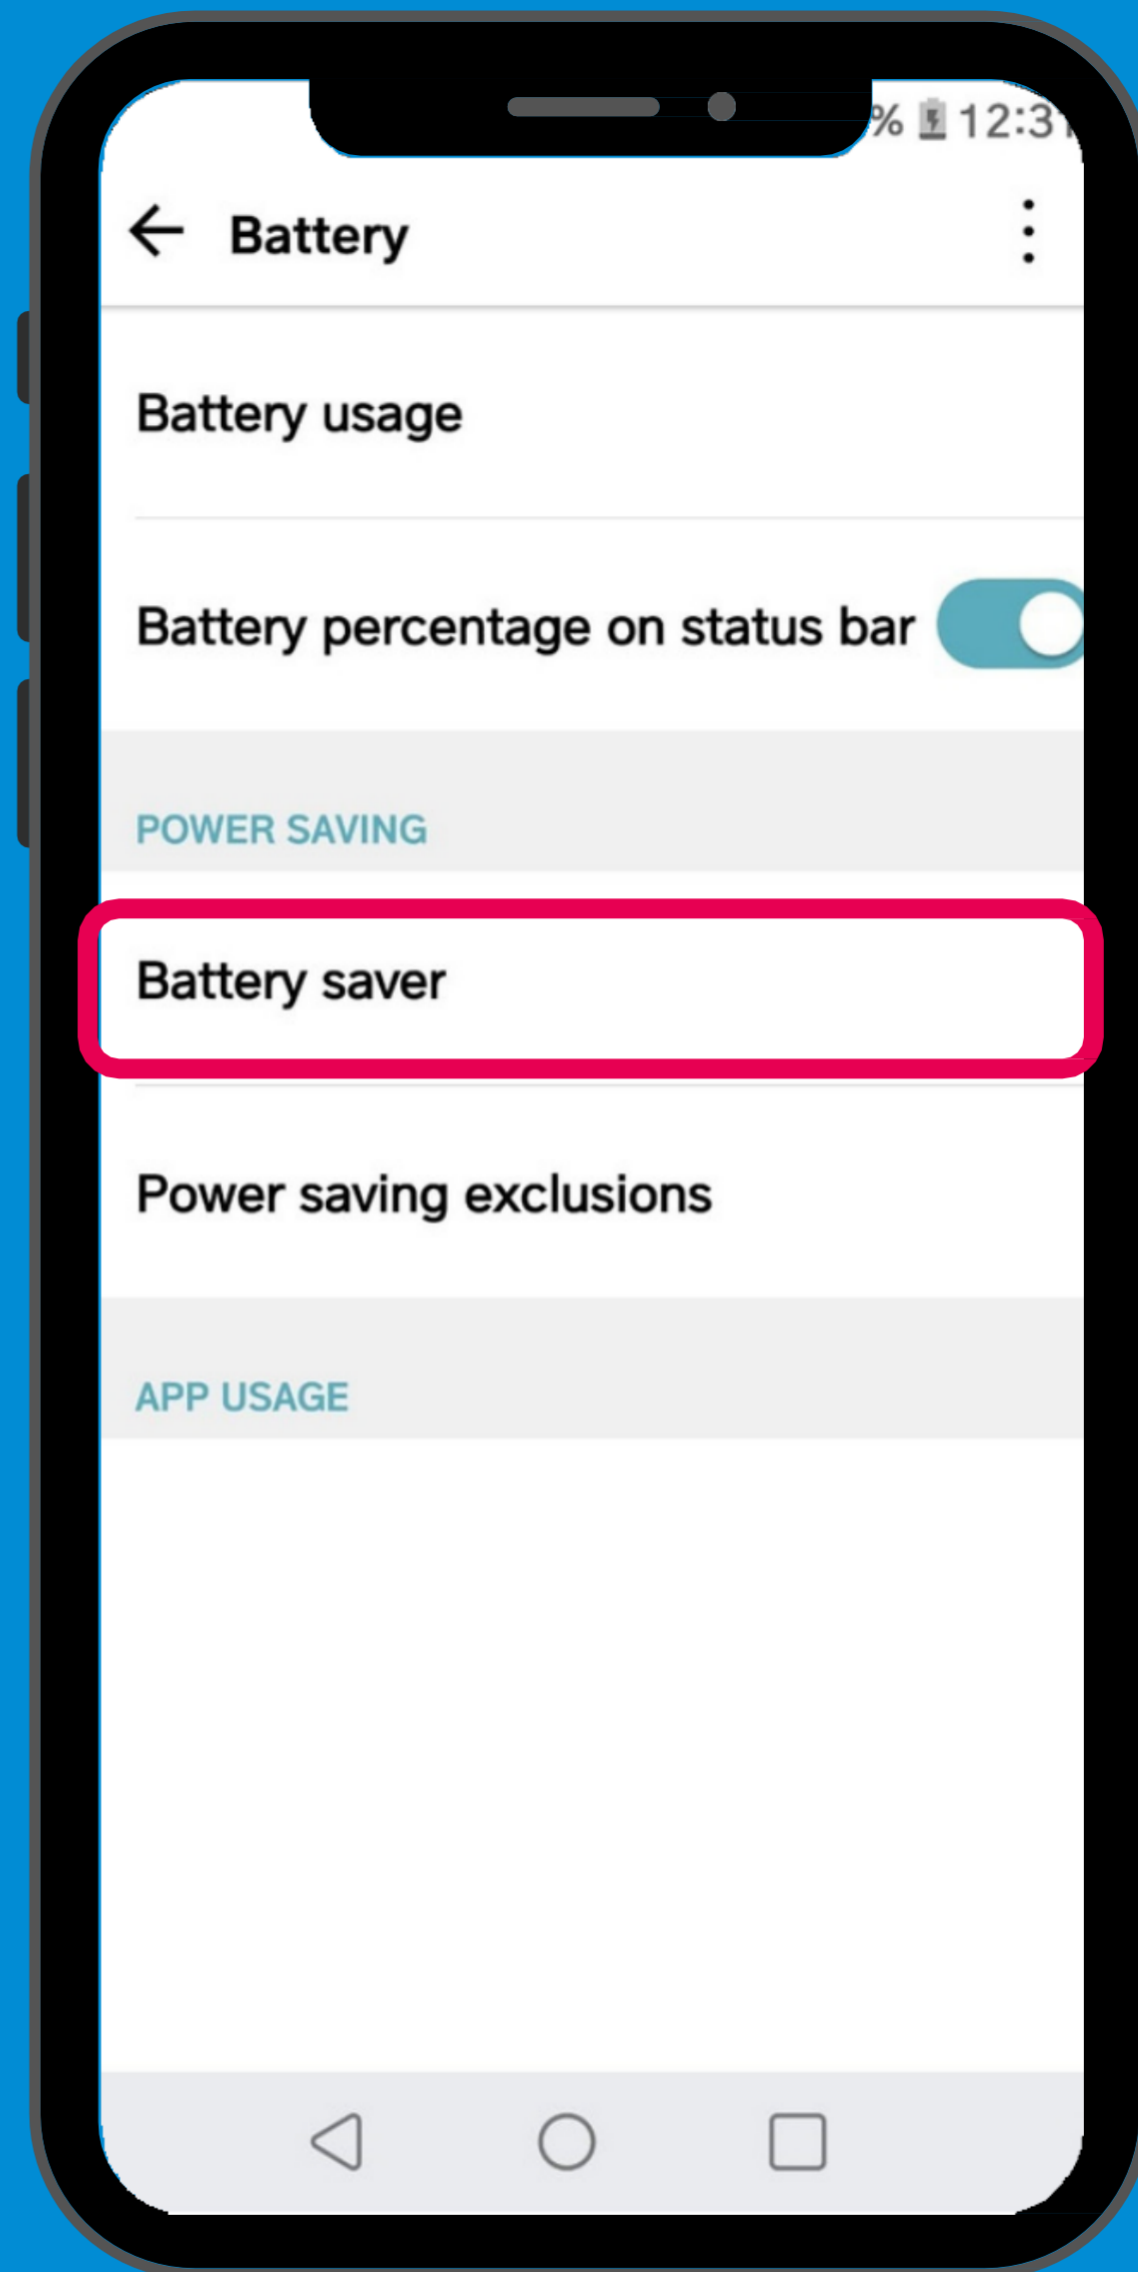 % 12:3
Battery
Battery usage
Battery percentage on status bar
POWER SAVING
Battery saver
Power saving exclusions
APP USAGE